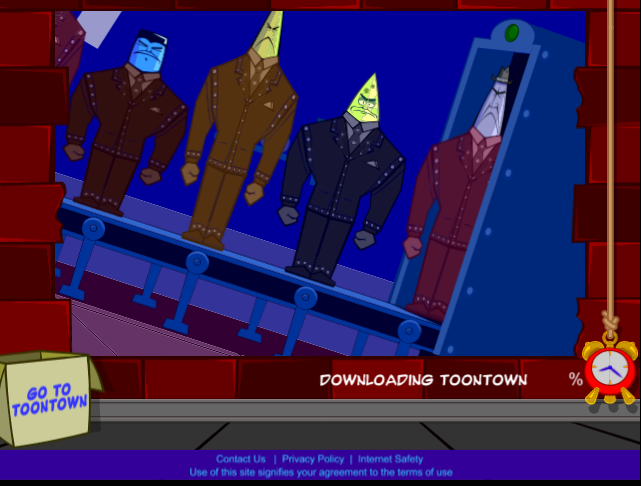 DOWNLOADING TOONTOWN %
GO TO
TOONTOWN
Contact Us | Privacy Policy | Internet Safety
Use of this site signifies your agreement to the terms of use